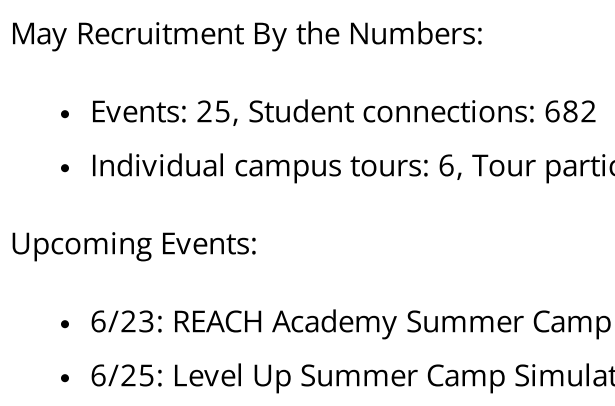 May Recruitment By the Numbers:
• Events: 25, Student connections: 682
• Individual campus tours: 6, Tour
Upcoming Events:
• 6/23: REACH Academy Summer Camp
• 6/25: Level Up Summer Camp